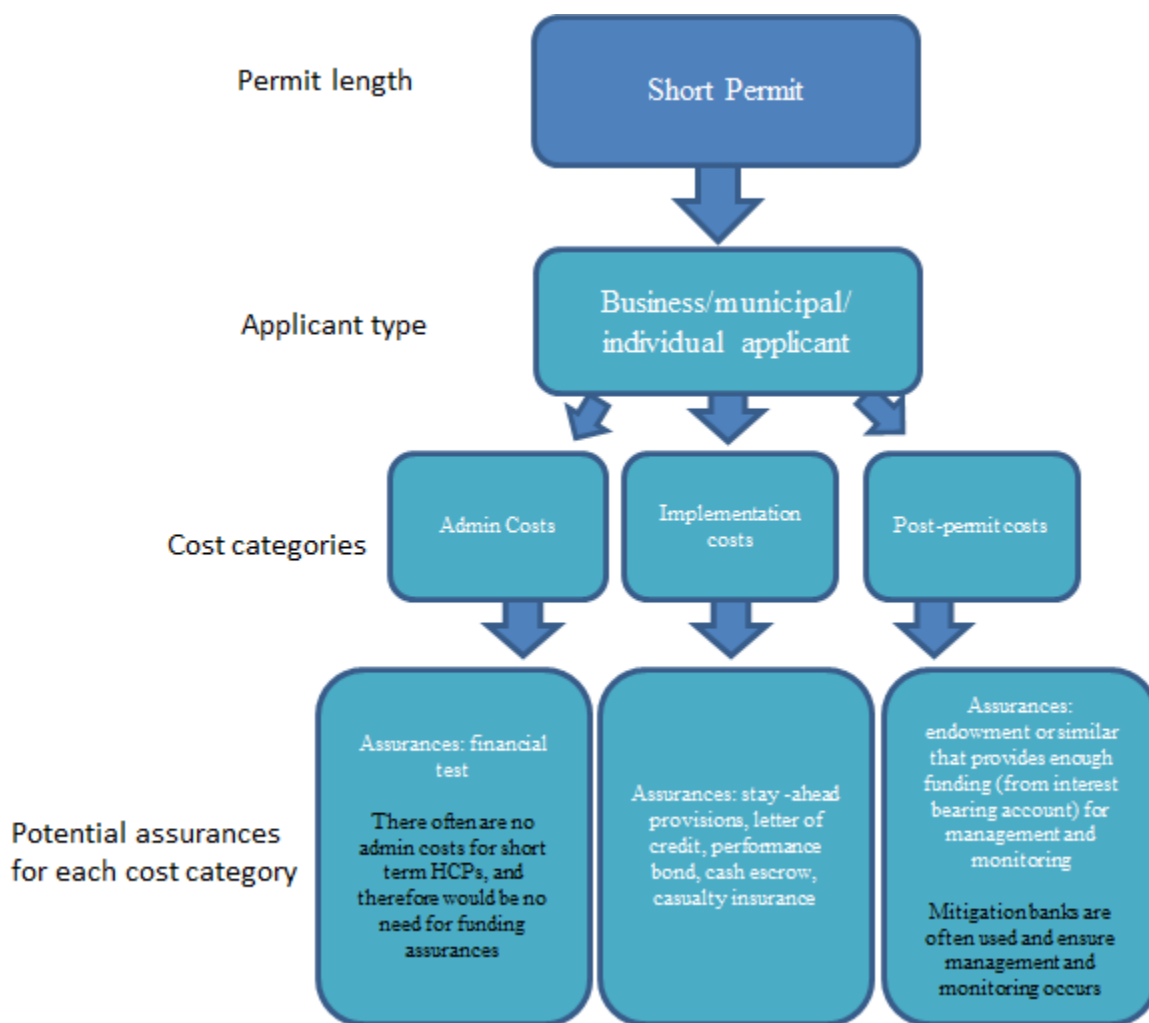 Permit length
Short Permit
Applicant type
Business/municipal/
individual applicant
Cost categories
Admin Costs
Implementation
costs
Post-permit costs
Potential assurances
for each cost category
Assurances: financial
test
There often are no
admin costs for short
term HCPs, and
therefore would be no
need for funding
assurances
Assurances: stay -ahead
provisions, letter of
credit, performance
bond, cash escrow,
casualty insurance
Assurances:
endowment or similar
that provides enough
funding (from interest
bearing account) for
management and
monitoring
Mitigation banks are
often used and ensure
management and
monitoring occurs